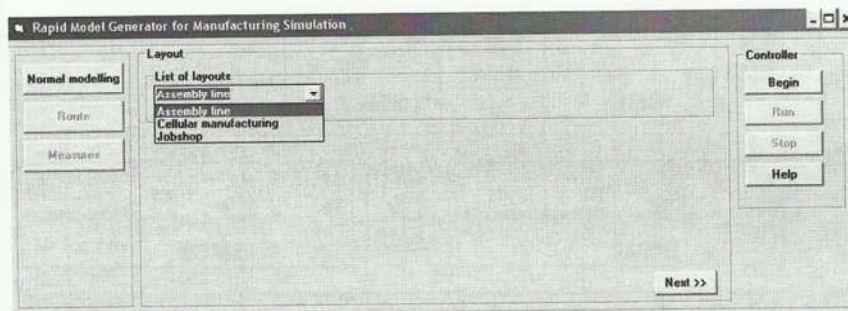 Rapid Model Generator for Manufacturing Simulation
Normal modelling
Route
Measures
Layout
List of layouts
Assembly line
Assembly line
Cellular manufacturing
Jobshop
Next >>
Controller
Begin
Run
Stop
Help